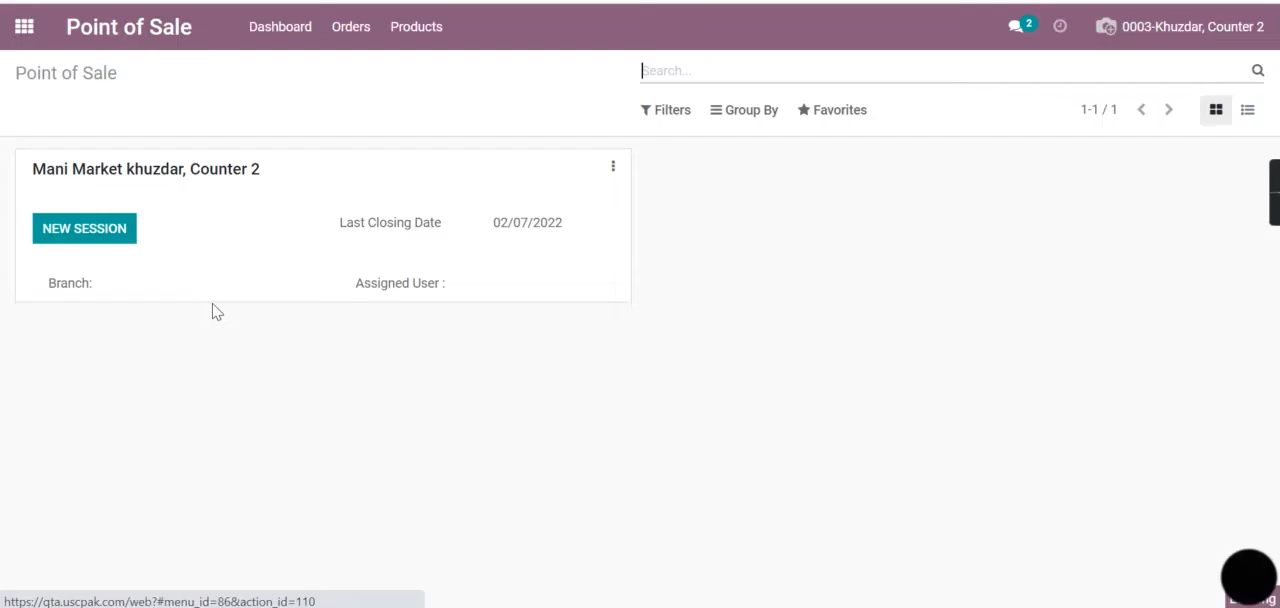 Point of Sale Dashboard Orders Products 2 0003-Khuzdar, Counter 2
Point of Sale Search...
Filters Group By Favorites 1-1 / 1
Mani Market khuzdar, Counter 2
NEW SESSION Last Closing Date 02/07/2022
Branch: Assigned User :
https://qta.uscpak.com/web?#menu_id=86&action_id=110